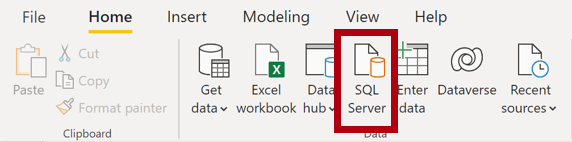 File Home Insert Modeling View Help
Paste
Cut
Copy
Format painter
Clipboard
Get
data
Excel
workbook
Data
hub
SQL
Server
Enter
data
Dataverse
Recent
sources
Data